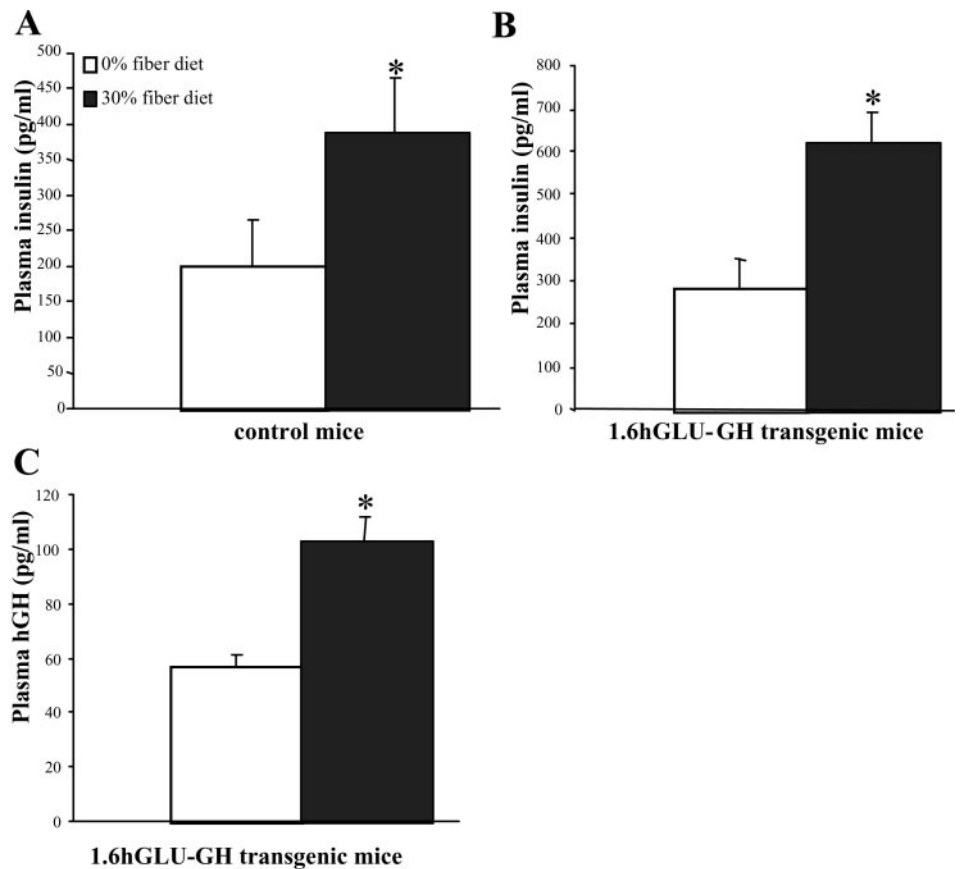 A
Plasma insulin (pg/ml)
500
450
400
350
300
250
200
150
100
50
0
0% fiber diet
30% fiber diet
*
control mice
B
Plasma insulin (pg/ml)
800
700
600
500
400
300
200
100
0
*
1.6hGLU-GH transgenic mice
C
Plasma hGH (pg/ml)
120
100
80
60
40
20
0
*
1.6hGLU-GH transgenic mice